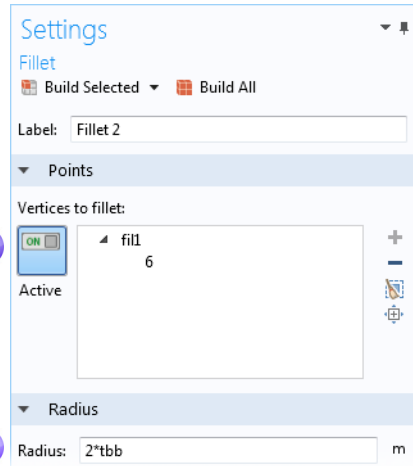 Settings
Fillet
Build Selected Build All
Label: Fillet 2
Points
Vertices to fillet:
ON
fil1
6
Active
Radius
Radius: 2*tbb m